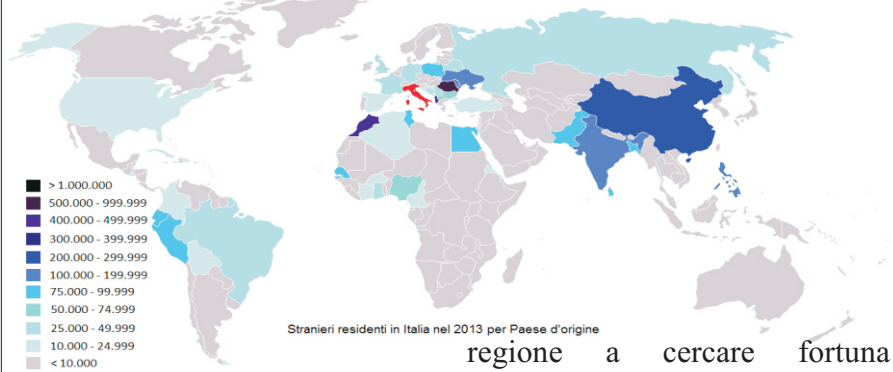 > 1.000.000
500.000 - 999.999
400.000 - 499.999
300.000 - 399.999
200.000 - 299.999
100.000 - 199.999
75.000 - 99.999
50.000 - 74.999
25.000 - 49.999
10.000 - 24.999
< 10.000
Stranieri residenti in Italia nel 2013 per Paese d'origine
regione a cercare fortuna